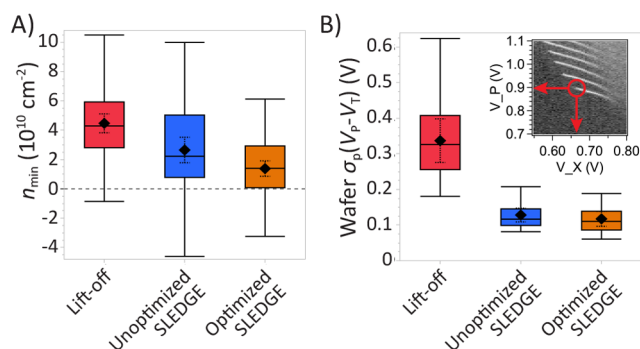 A)
n_min (10^10 cm^-2)
10
8
6
4
2
0
-2
-4
Lift-off
Unoptimized
SLEDGE
Optimized
SLEDGE
B)
Wafer σ_p(V_P-V_T) (V)
0.6
0.5
0.4
0.3
0.2
0.1
0
Lift-off
Unoptimized
SLEDGE
Optimized
SLEDGE
V_P (V)
1.1
1.0
0.9
0.8
0.7
0.60
0.70
0.80
V_X (V)